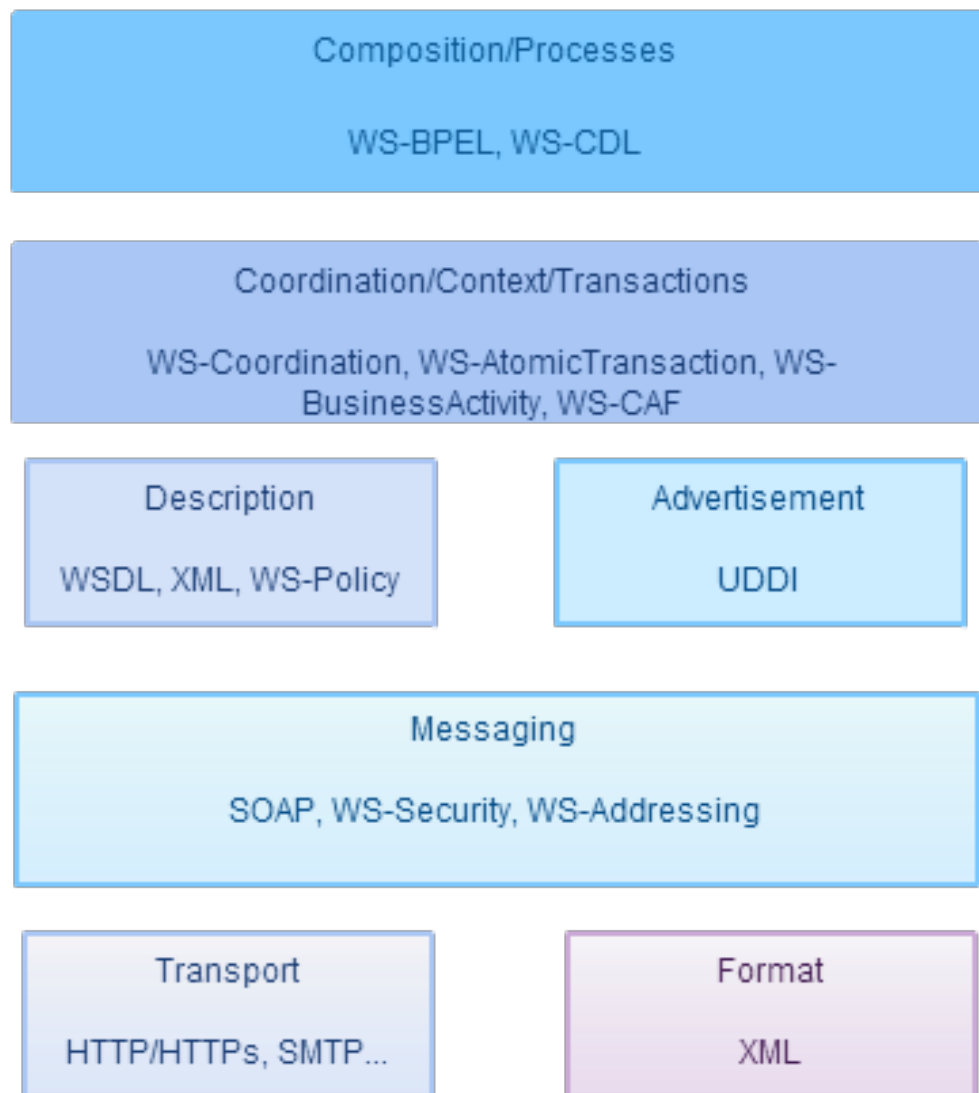 Composition/Processes
WS-BPEL, WS-CDL
Coordination/Context/Transactions
WS-Coordination, WS-AtomicTransaction, WS-
BusinessActivity, WS-CAF
Description
WSDL, XML, WS-Policy
Advertisement
UDDI
Messaging
SOAP, WS-Security, WS-Addressing
Transport
HTTP/HTTPs, SMTP...
Format
XML